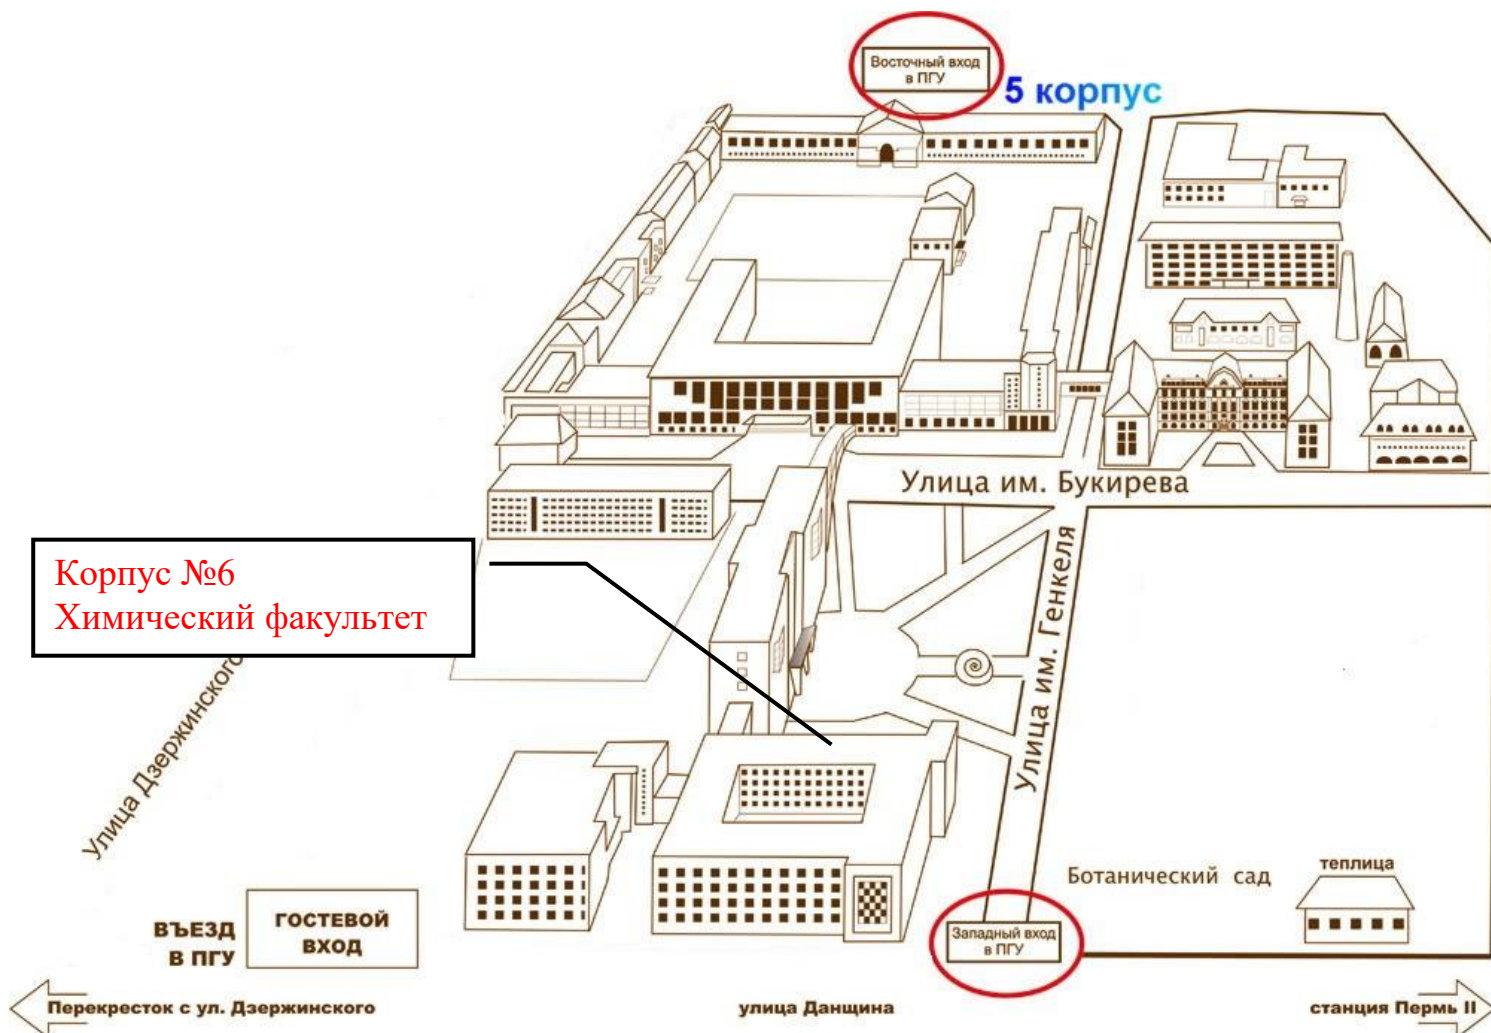 Восточный вход
в ПГУ
5 корпус
Улица им. Букирева
Корпус №6
Химический факультет
Улица им. Генкеля
Улица Дзержинского
Ботанический сад
теплица
ВЪЕЗД
В ПГУ
ГОСТЕВОЙ
ВХОД
Западный вход
в ПГУ
Перекресток с ул. Дзержинского
улица Данщина
станция Пермь II